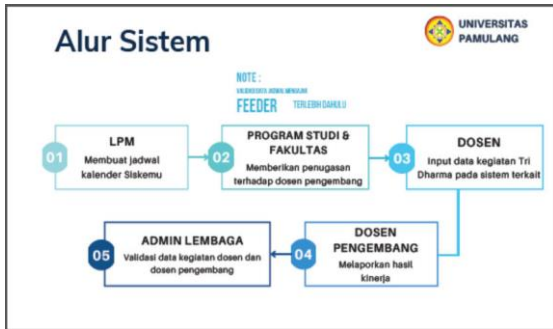 Alur Sistem
UNIVERSITAS
PAMULANG
NOTE :
FEEDER TERLEBIH DAHULU
01
LPM
Membuat jadwal
kalender Siskemu
02
PROGRAM STUDI &
FAKULTAS
Memberikan penugasan
terhadap dosen pengembang
03
DOSEN
Input data kegiatan Tri
Dharma pada sistem terkait
05
ADMIN LEMBAGA
Validasi data kegiatan dosen dan
dosen pengembang
04
DOSEN
PENGEMBANG
Melaporkan hasil
kinerja